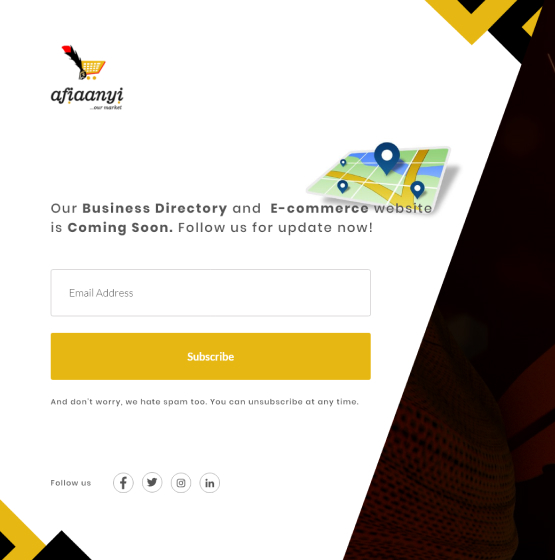 afiaanyi
...our market
Our Business Directory and E-commerce website
is Coming Soon. Follow us for update now!
Email Address
Subscribe
And don't worry, we hate spam too. You can unsubscribe at any time.
Follow us